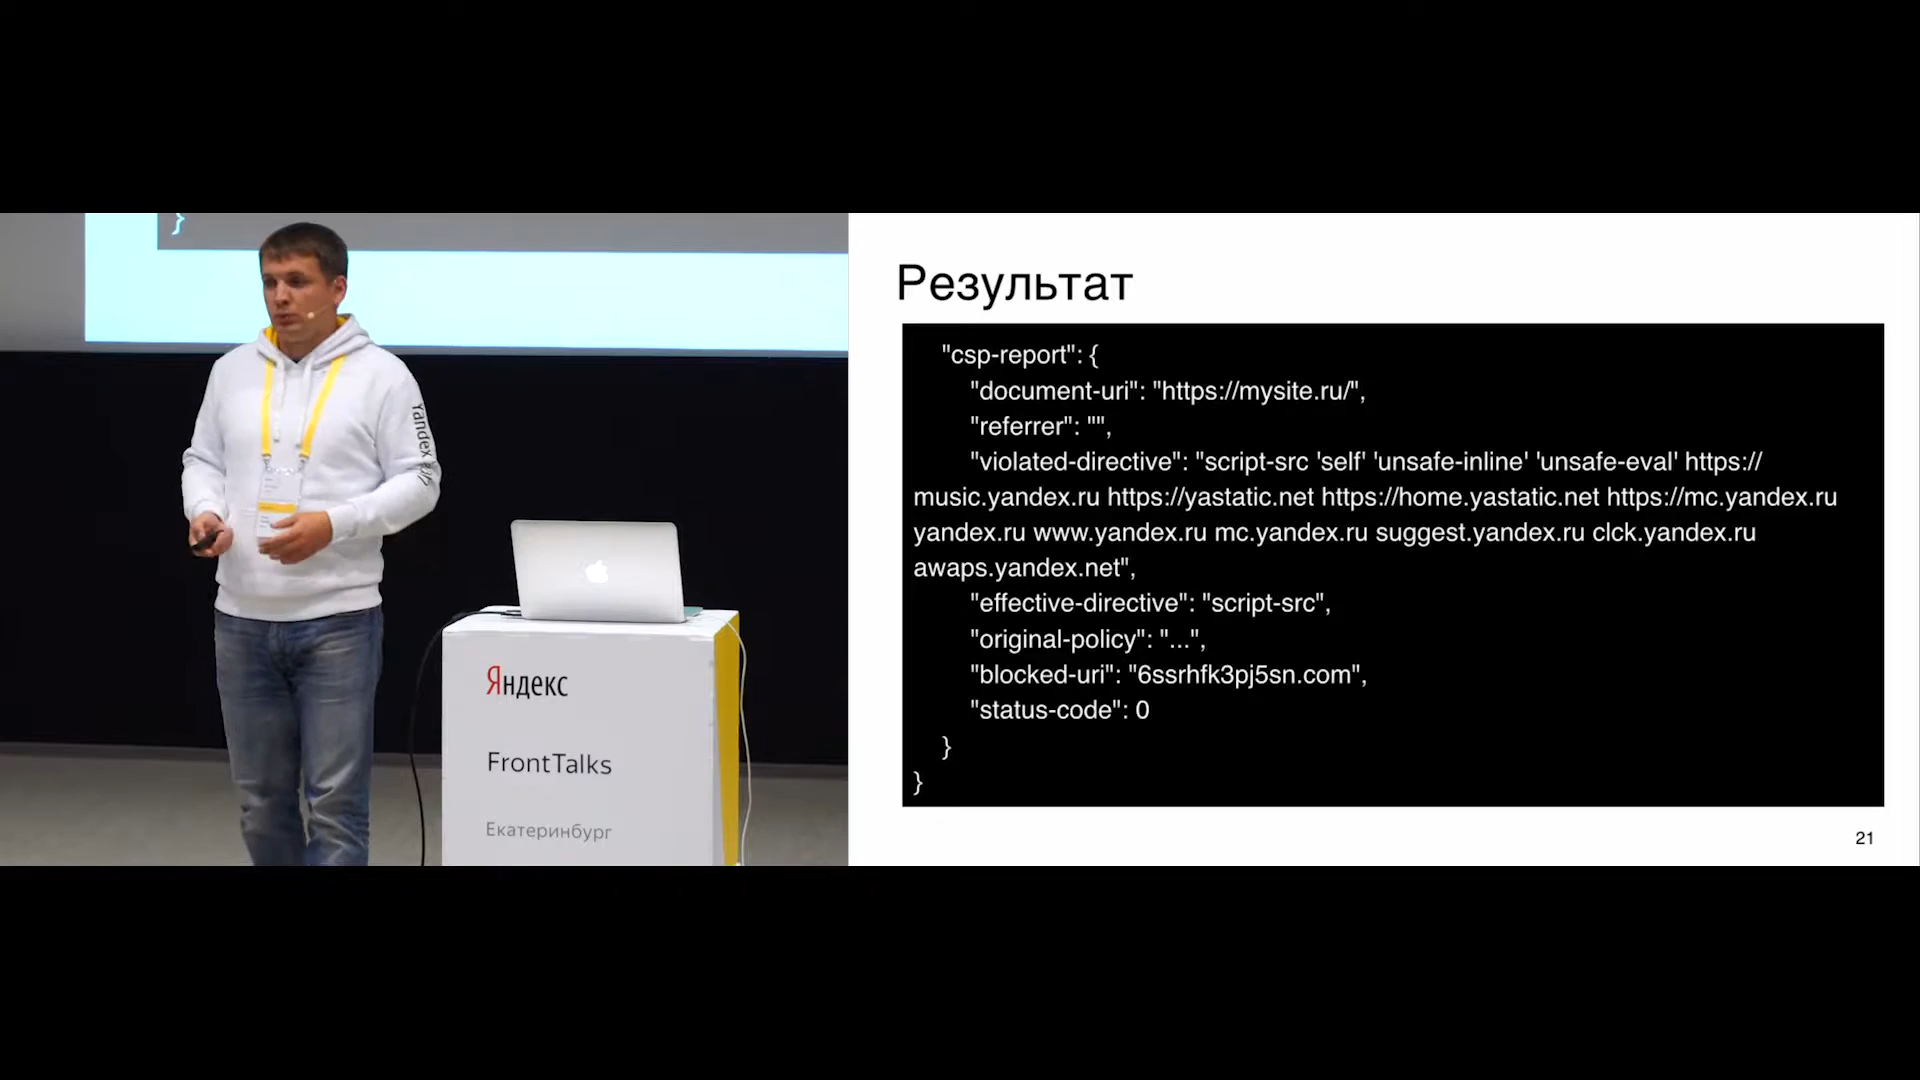 }
Yandex
Яндекс
FrontTalks
Екатеринбург
Результат
"csp-report": {
"document-uri": "https://mysite.ru/",
"referrer": "",
"violated-directive": "script-src 'self' 'unsafe-inline' 'unsafe-eval' https://
music.yandex.ru https://yastatic.net https://home.yastatic.net https://mc.yandex.ru
yandex.ru www.yandex.ru mc.yandex.ru suggest.yandex.ru clck.yandex.ru
awaps.yandex.net",
"effective-directive": "script-src",
"original-policy": "...",
"blocked-uri": "6ssrhfk3pj5sn.com",
"status-code": 0
}
}
21